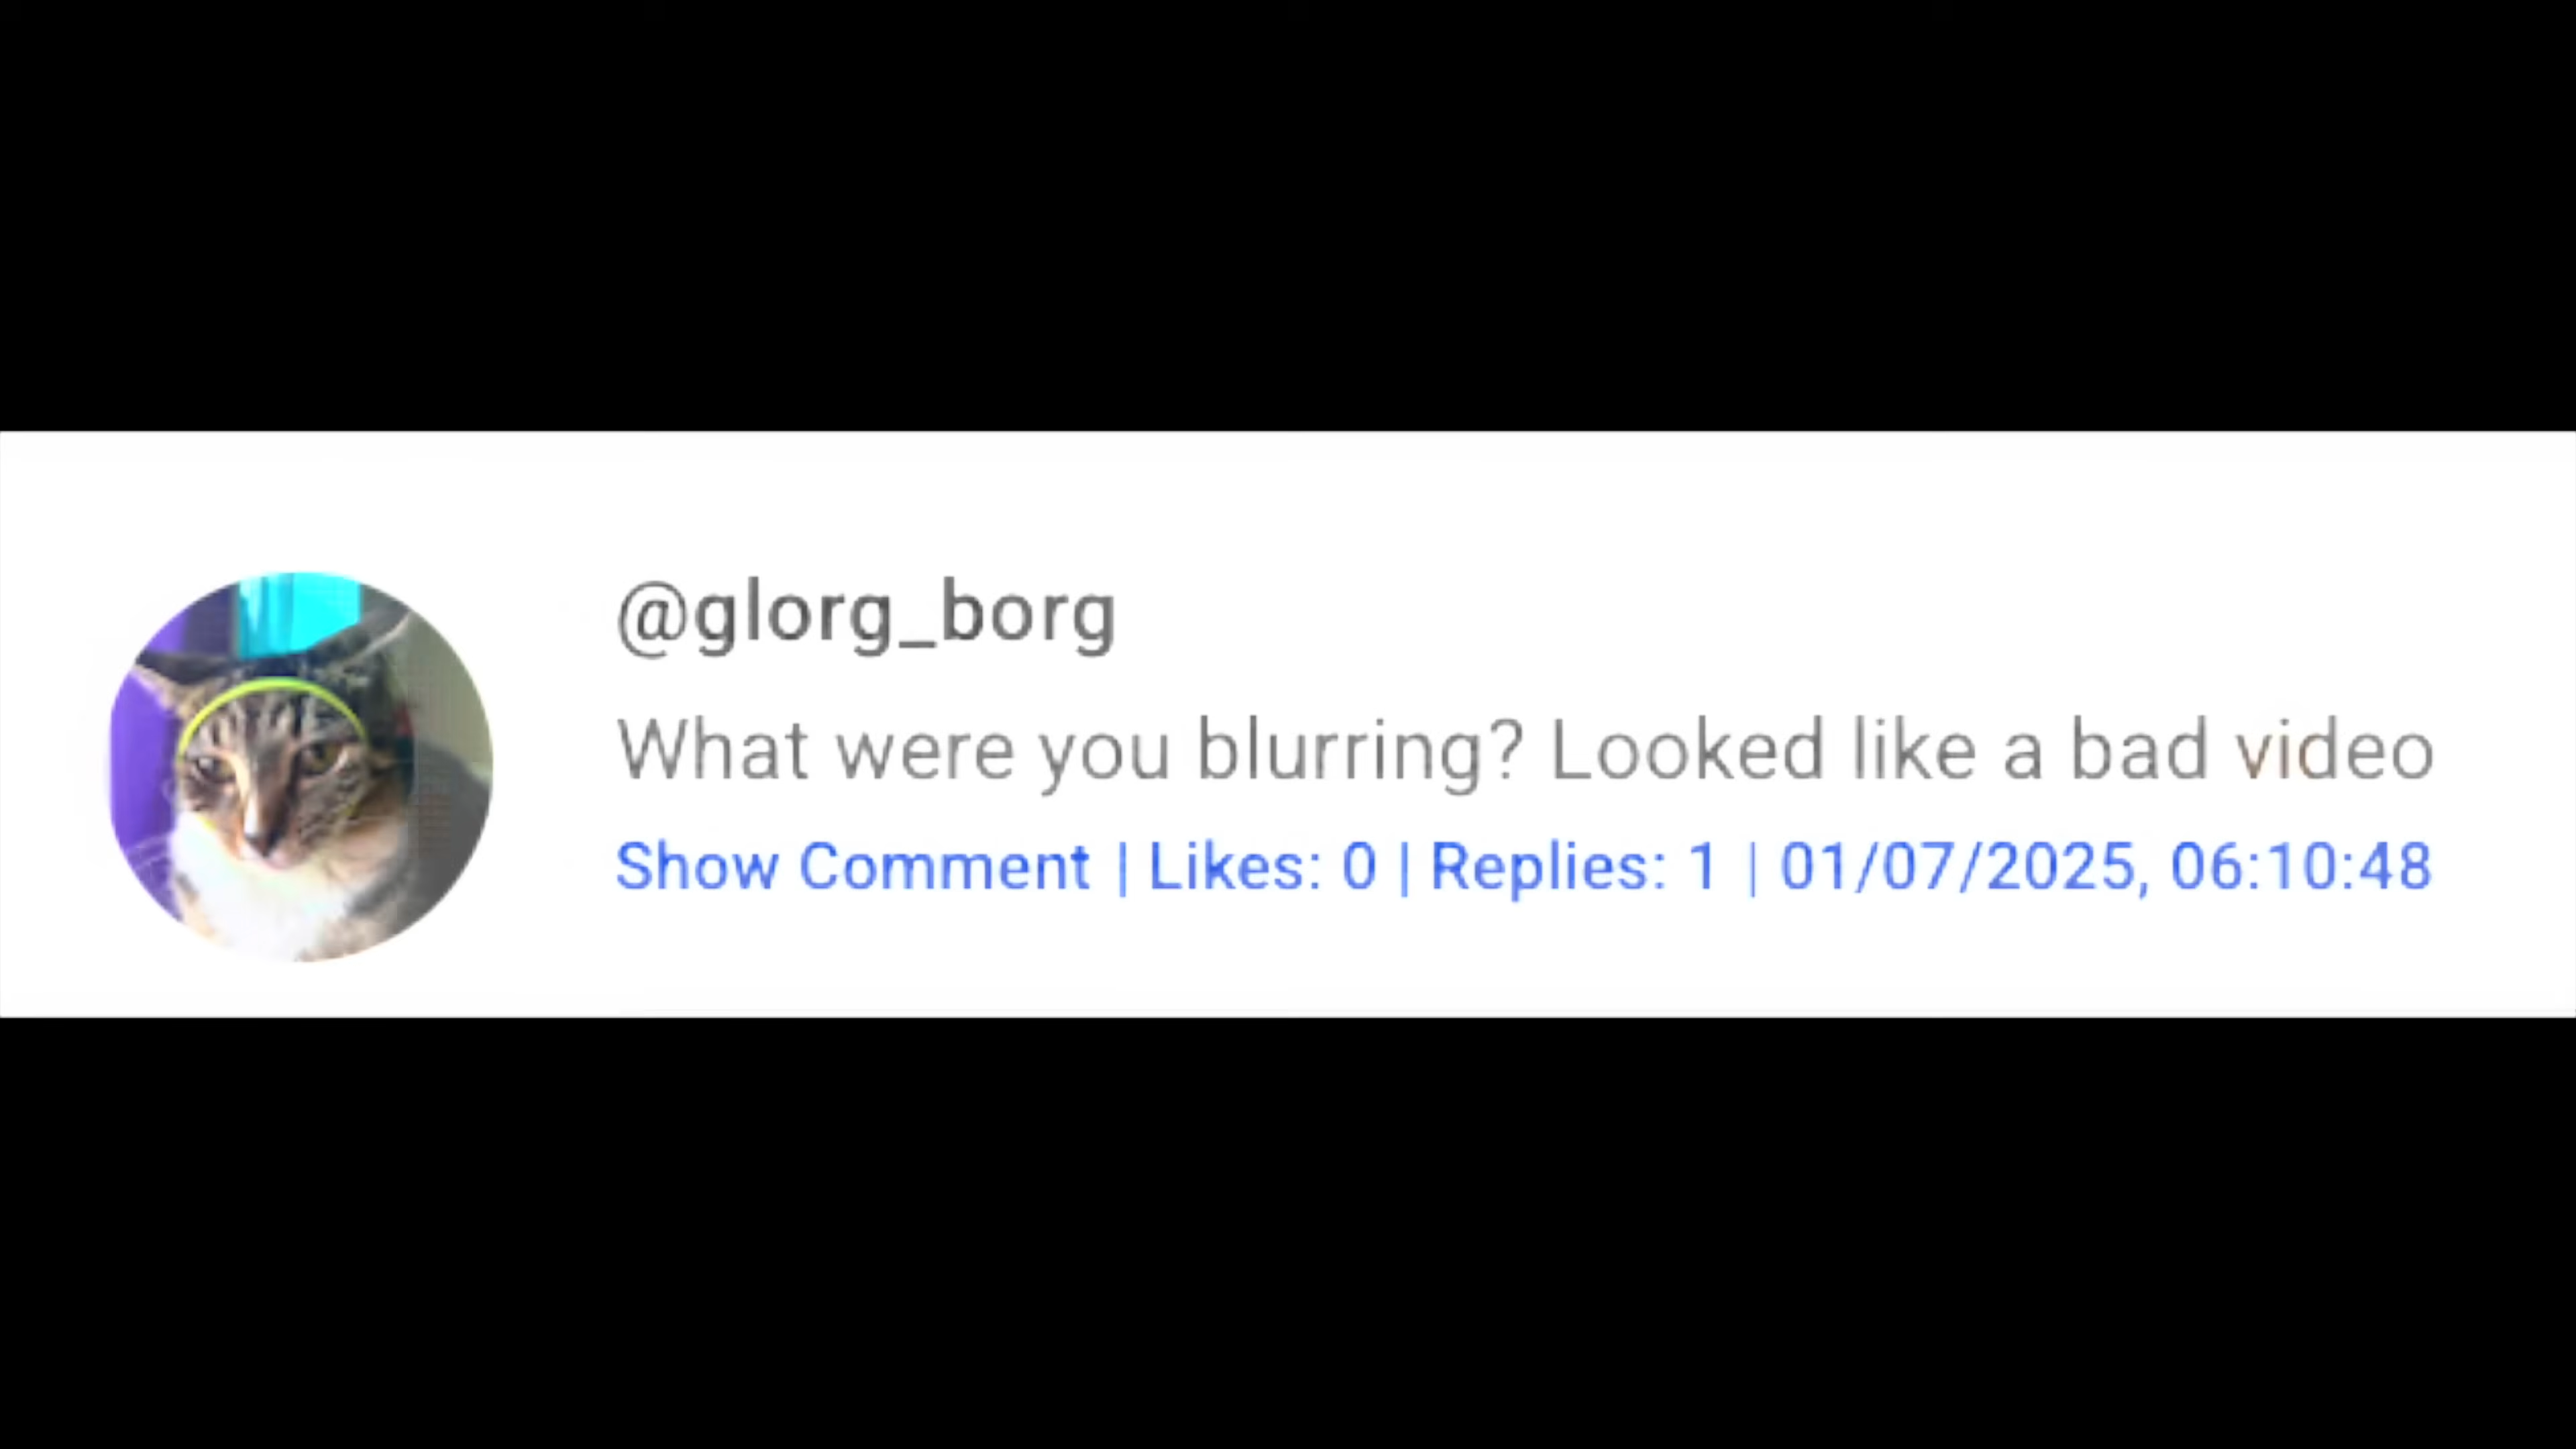 @glorg_borg
What were you blurring? Looked like a bad video
Show Comment | Likes: 0 | Replies: 1 | 01/07/2025, 06:10:48